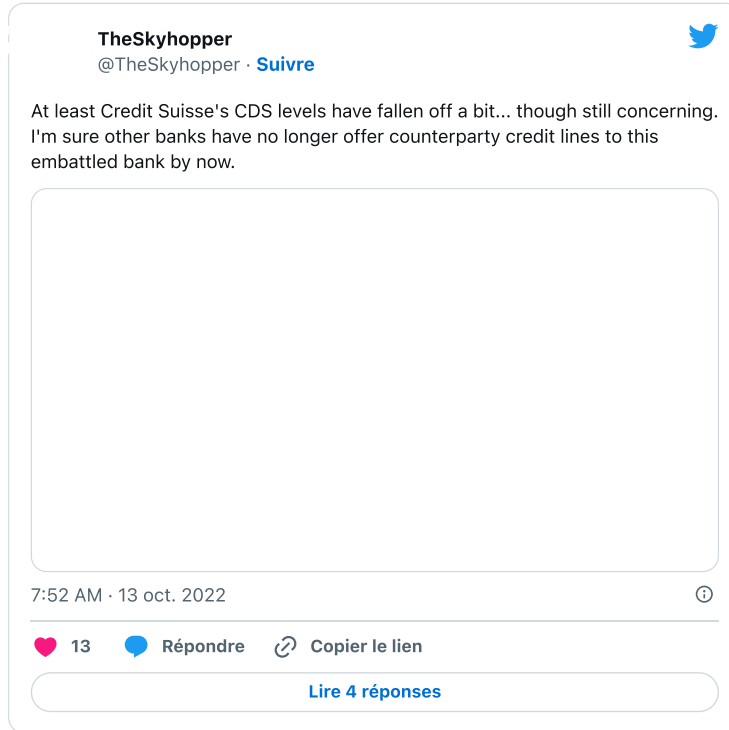 TheSkyhopper
@TheSkyhopper · Suivre
At least Credit Suisse's CDS levels have fallen off a bit... though still concerning.
I'm sure other banks have no longer offer counterparty credit lines to this
embattled bank by now.
7:52 AM · 13 oct. 2022
13 Répondre Copier le lien
Lire 4 réponses